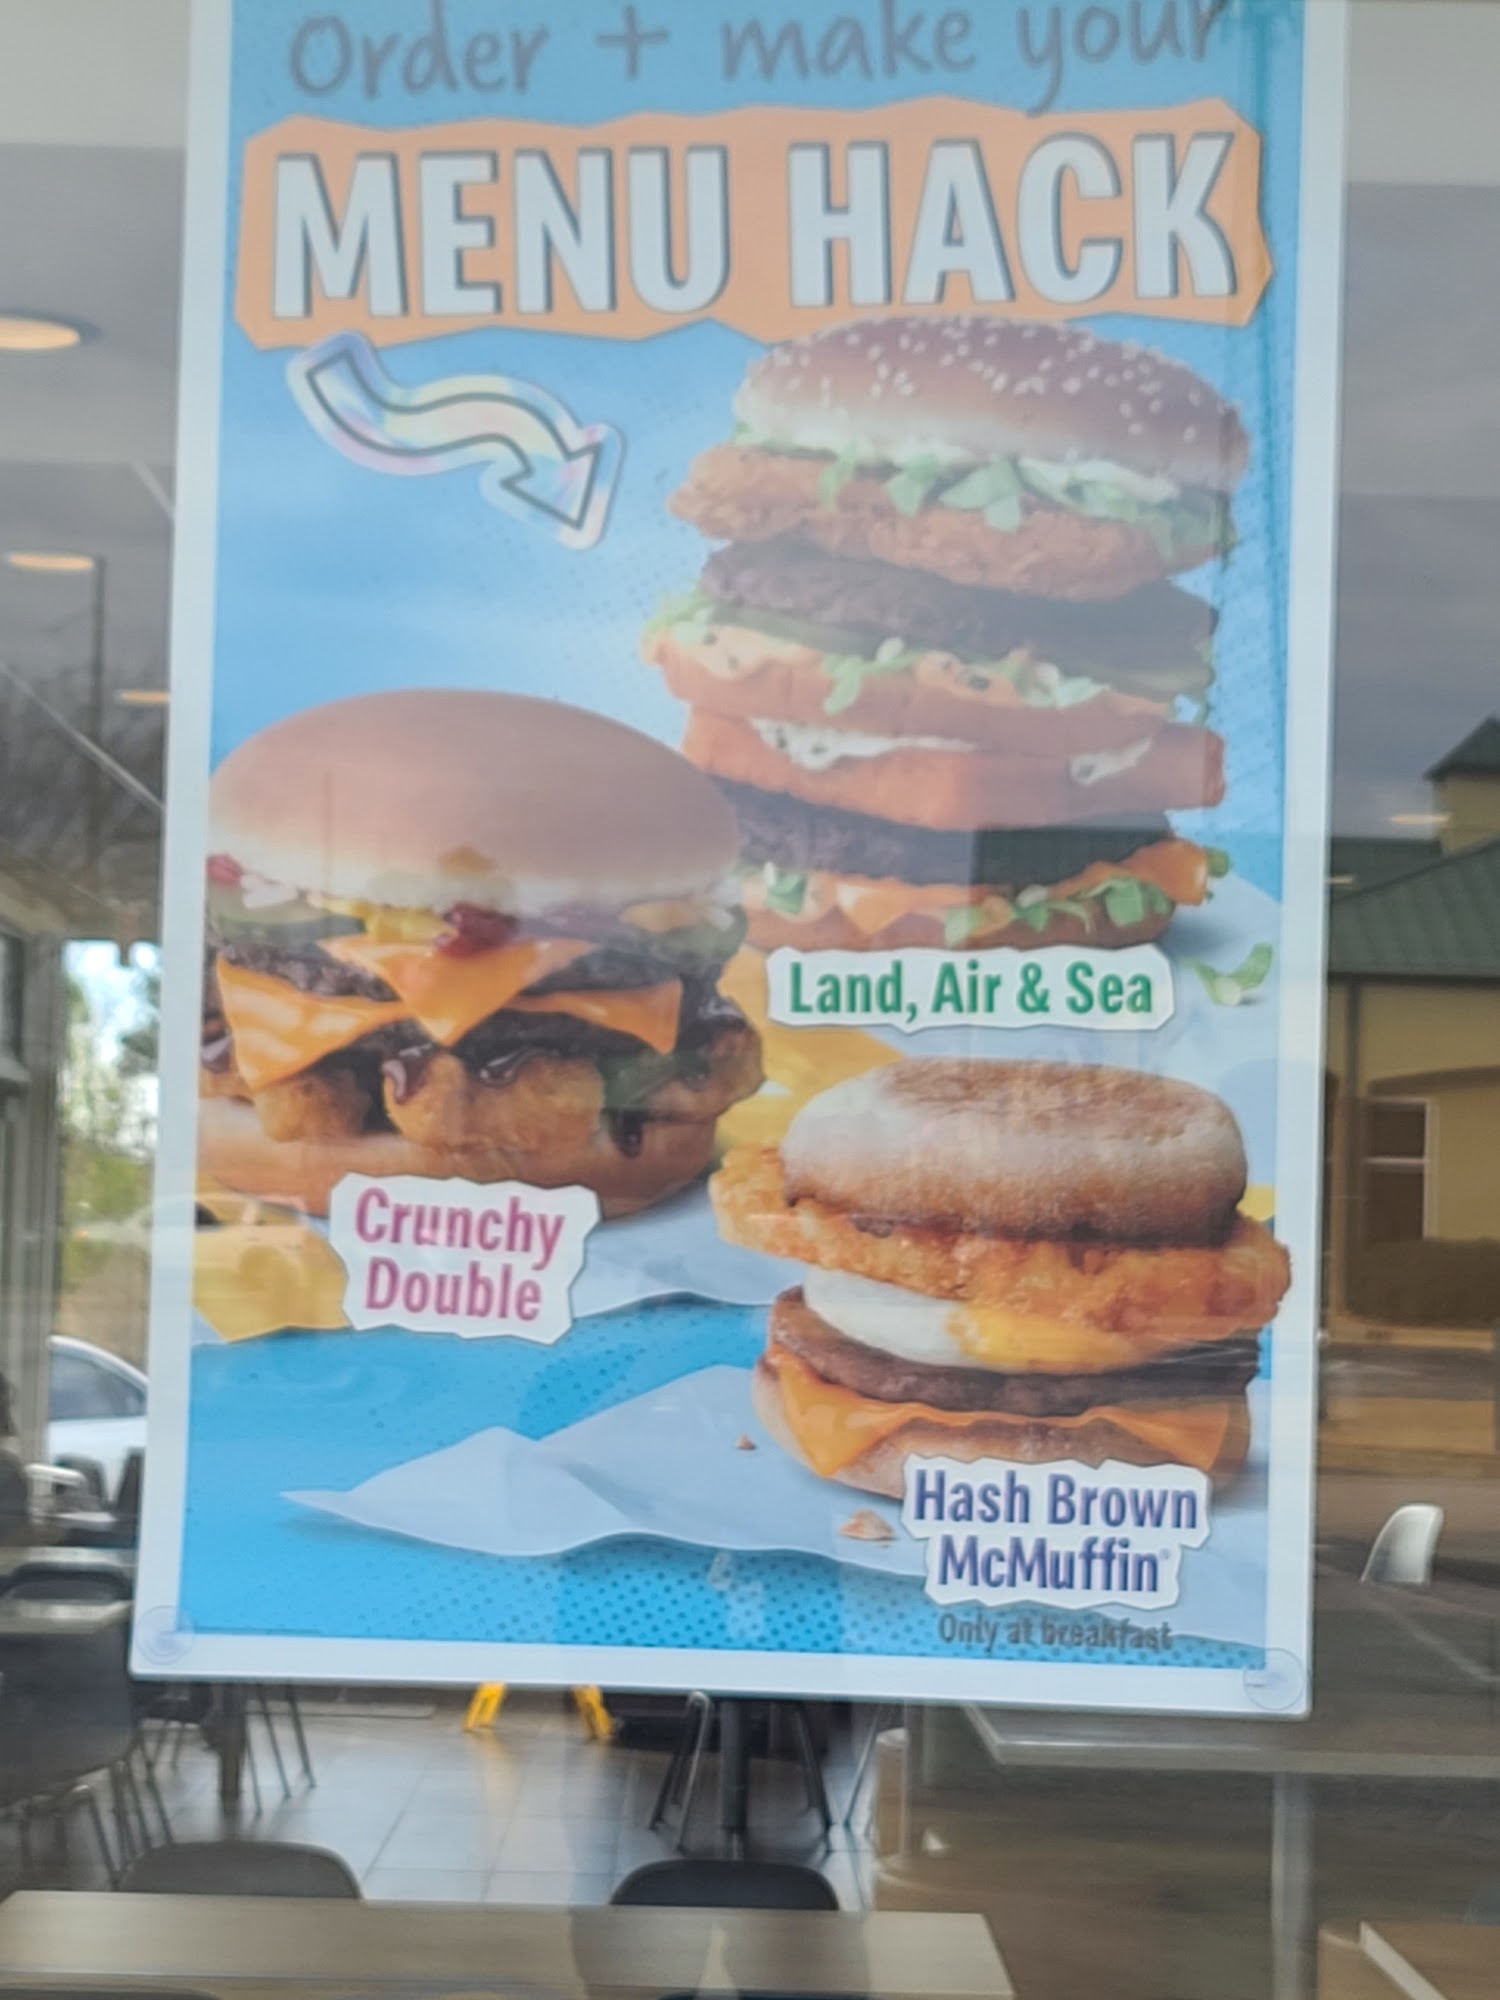 Order + make your
MENU HACK
Land, Air & Sea
Crunchy
Double
Hash Brown
McMuffin®
Only at breakfast